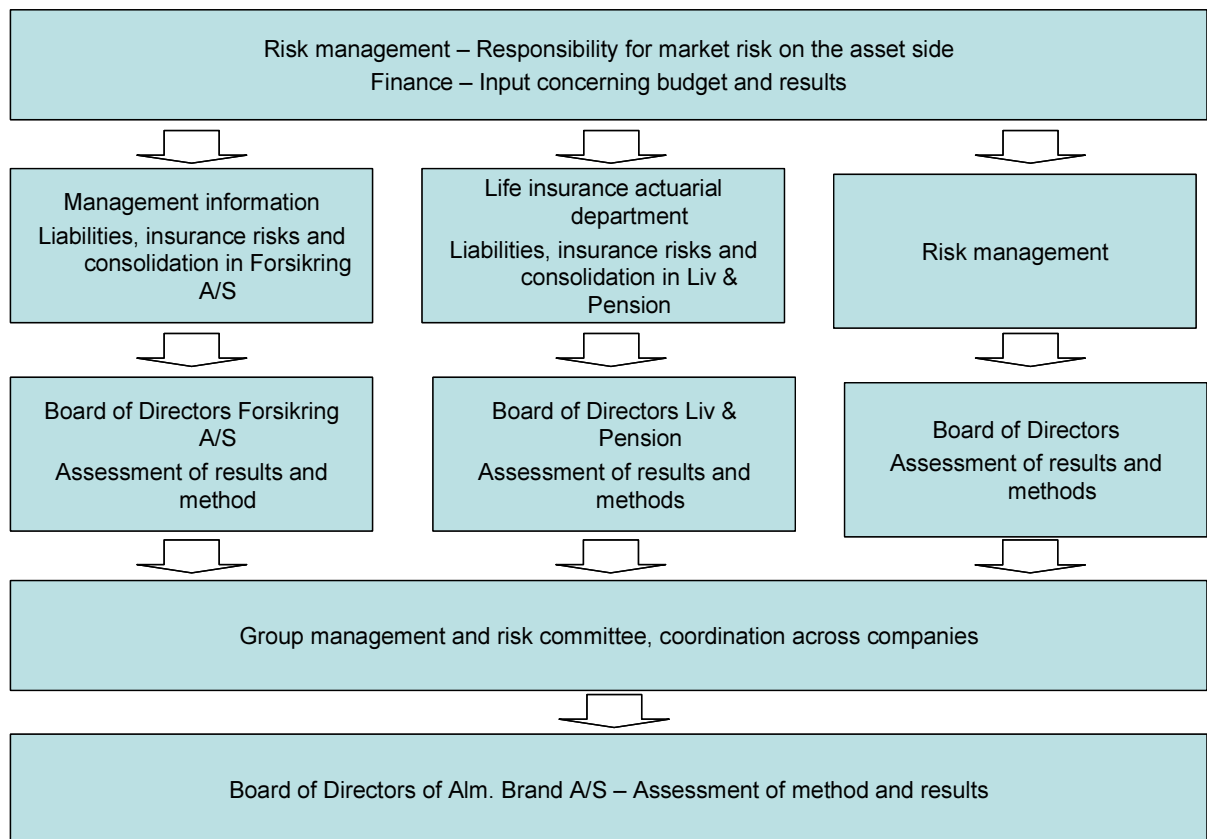 Risk management – Responsibility for market risk on the asset side
Finance – Input concerning budget and results
Management information
Liabilities, insurance risks and
consolidation in Forsikring
A/S
Life insurance actuarial
department
Liabilities, insurance risks and
consolidation in Liv &
Pension
Risk management
Board of Directors Forsikring
A/S
Assessment of results and
method
Board of Directors Liv &
Pension
Assessment of results and
methods
Board of Directors
Assessment of results and
methods
Group management and risk committee, coordination across companies
Board of Directors of Alm. Brand A/S – Assessment of method and results